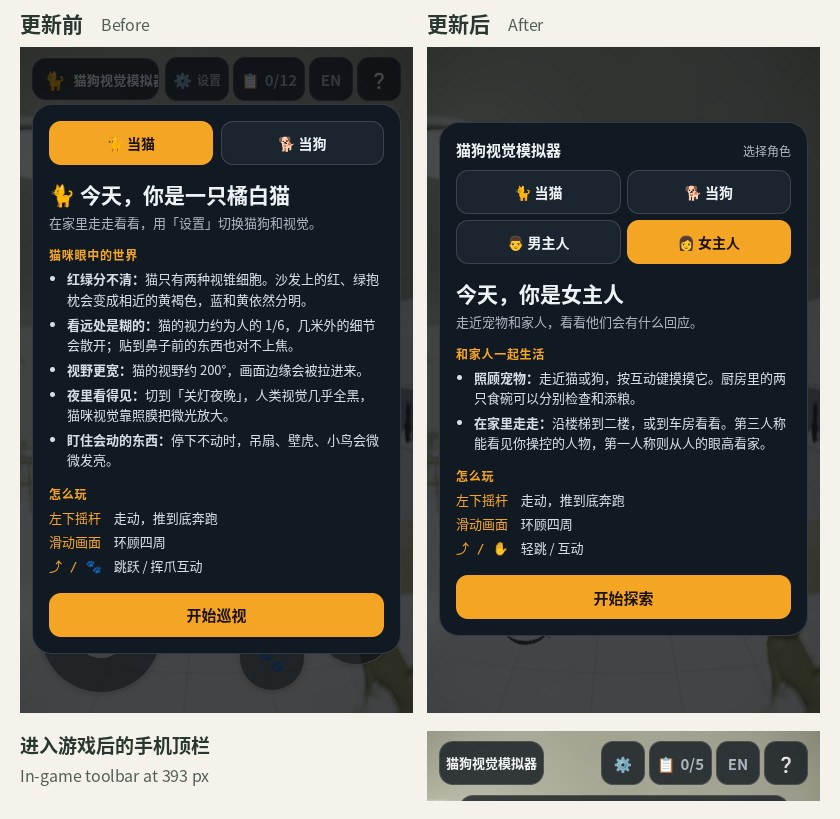 更新前 Before
猫狗视觉模拟器
设置
0/12
EN
?
当猫
当狗
今天，你是一只橘白猫
在家里走走看看，用「设置」切换猫狗和视觉。
猫咪眼中的世界
红绿分不清：猫只有两种视锥细胞。沙发上的红、绿抱
枕会变成相近的黄褐色，蓝和黄依然分明。
看远处是糊的：猫的视力约为人的 1/6，几米外的细节
会散开；贴到鼻子前的东西也对不上焦。
视野更宽：猫的视野约 200°，画面边缘会被拉进来。
夜里看得见：切到「关灯夜晚」，人类视觉几乎全黑，
猫咪视觉靠照膜把微光放大。
盯住会动的东西：停下不动时，吊扇、壁虎、小鸟会微
微发亮。
怎么玩
左下摇杆 走动，推到底奔跑
滑动画面 环顾四周
⤴ / 🐾 跳跃 / 挥爪互动
开始巡视
更新后 After
猫狗视觉模拟器
选择角色
当猫
当狗
男主人
女主人
今天，你是女主人
走近宠物和家人，看看他们会有什么回应。
和家人一起生活
照顾宠物：走近猫或狗，按互动键摸摸它。厨房里的两
只食碗可以分别检查和添粮。
在家里走走：沿楼梯到二楼，或到车房看看。第三人称
能看见你操控的人物，第一人称则从人的眼高看家。
怎么玩
左下摇杆 走动，推到底奔跑
滑动画面 环顾四周
⤴ / ✋ 轻跳 / 互动
开始探索
进入游戏后的手机顶栏
In-game toolbar at 393 px
猫狗视觉模拟器
0/5
EN
?